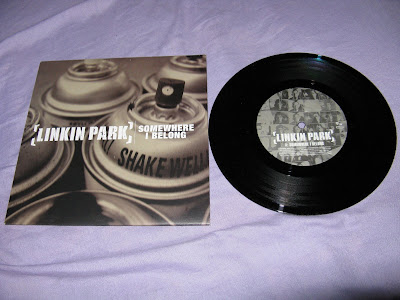 [LINKIN PARK]
SOMEWHERE
I BELONG
SHAKE WELL
[LINKIN PARK]